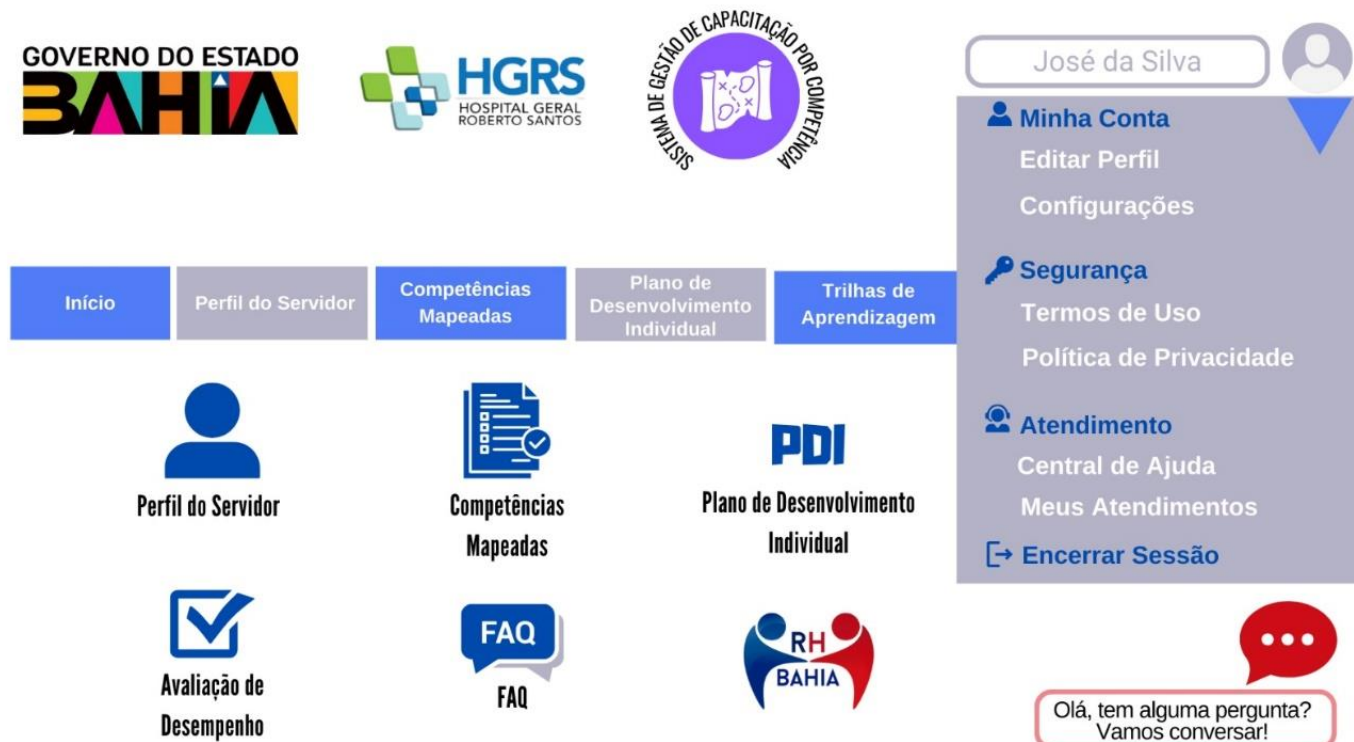 GOVERNO DO ESTADO
BAHIA
HGRS
HOSPITAL GERAL
ROBERTO SANTOS
SISTEMA DE GESTÃO DE CAPACITAÇÃO POR COMPETÊNCIA
José da Silva
Minha Conta
Editar Perfil
Configurações
Segurança
Termos de Uso
Política de Privacidade
Atendimento
Central de Ajuda
Meus Atendimentos
Encerrar Sessão
Início
Perfil do Servidor
Competências
Mapeadas
Plano de
Desenvolvimento
Individual
Trilhas de
Aprendizagem
Perfil do Servidor
Competências
Mapeadas
PDI
Plano de Desenvolvimento
Individual
Avaliação de
Desempenho
FAQ
FAQ
RH
BAHIA
Olá, tem alguma pergunta?
Vamos conversar!